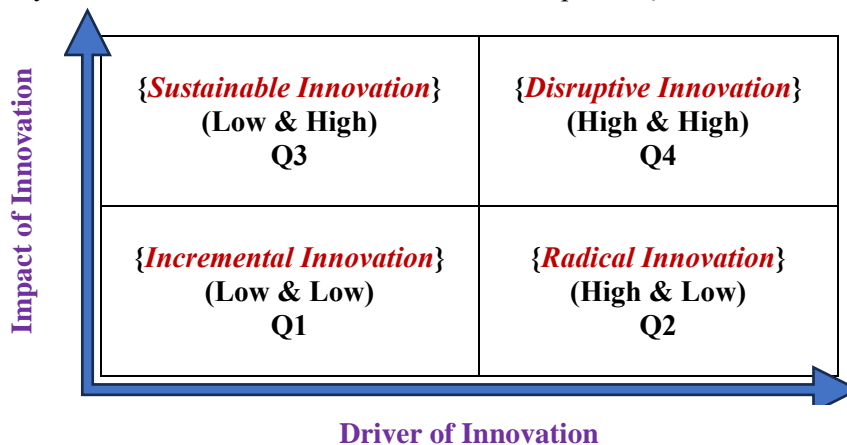 Impact of Innovation
{Sustainable Innovation}
(Low & High)
Q3
{Disruptive Innovation}
(High & High)
Q4
{Incremental Innovation}
(Low & Low)
Q1
{Radical Innovation}
(High & Low)
Q2
Driver of Innovation